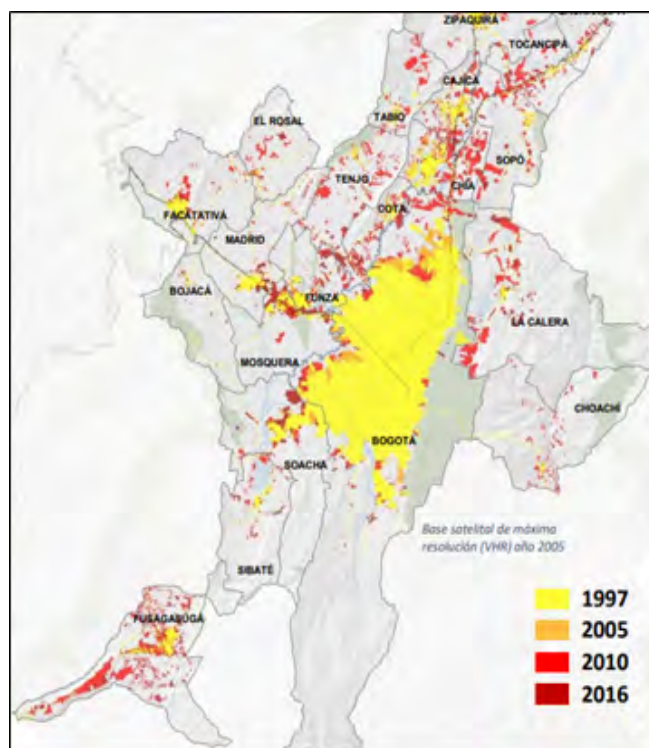 ZIPAQUIRÁ
TOCANCIPÁ
CAJICÁ
TABIO
EL ROSAL
SOPÓ
TENJO
CHÍA
COTA
FACATATIVÁ
MADRID
BOJACÁ
FUNZA
LA CALERA
MOSQUERA
CHOACHÍ
BOGOTÁ
SOACHA
Base satelital de máxima
resolución (VHR) año 2005
SIBATÉ
1997
FUSAGASUGÁ
2005
2010
2016